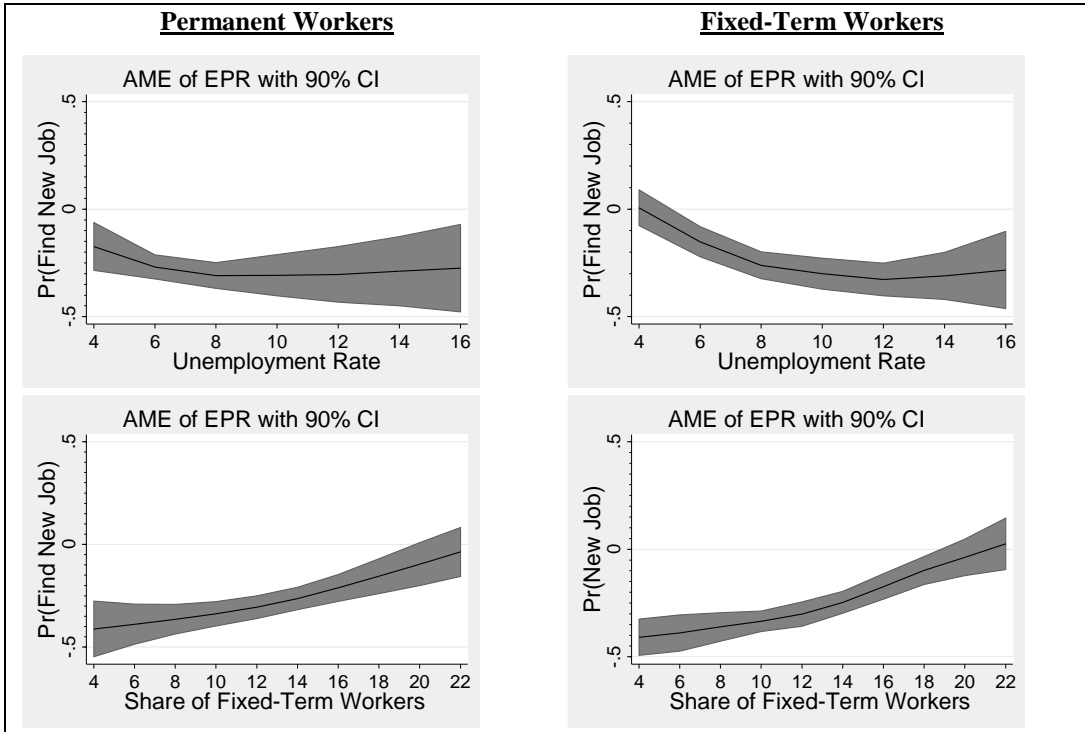 Permanent Workers
Fixed-Term Workers
AME of EPR with 90% CI
Pr(Find New Job)
.5
0
-.5
4 6 8 10 12 14 16
Unemployment Rate
AME of EPR with 90% CI
Pr(Find New Job)
.5
0
-.5
4 6 8 10 12 14 16
Unemployment Rate
AME of EPR with 90% CI
Pr(Find New Job)
.5
0
-.5
4 6 8 10 12 14 16 18 20 22
Share of Fixed-Term Workers
AME of EPR with 90% CI
Pr(New Job)
.5
0
-.5
4 6 8 10 12 14 16 18 20 22
Share of Fixed-Term Workers